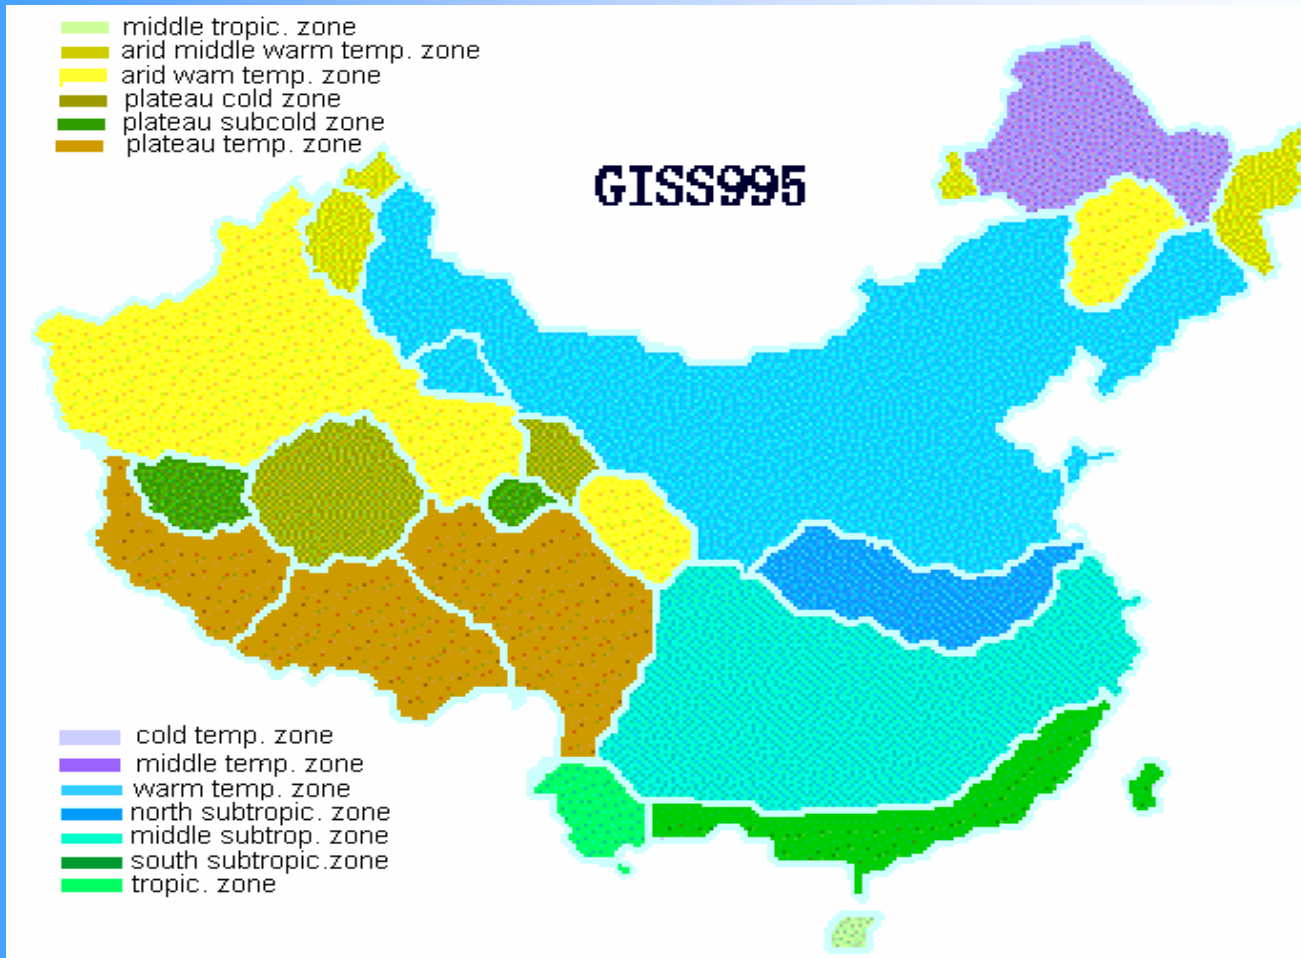 middle tropic. zone
arid middle warm temp. zone
arid wam temp. zone
plateau cold zone
plateau subcold zone
plateau temp. zone
GISS995
cold temp. zone
middle temp. zone
warm temp. zone
north subtropic. zone
middle subtrop. zone
south subtropic.zone
tropic. zone